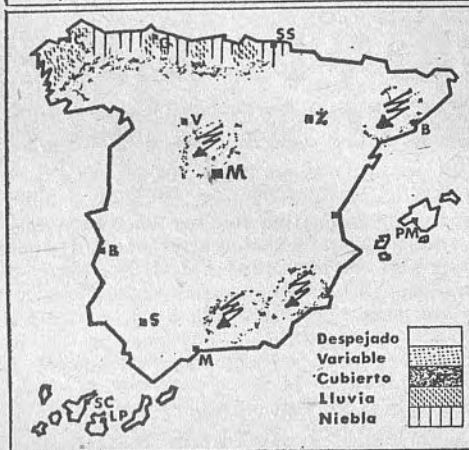 C
G
SS
V
Z
B
M
PM
B
S
M
SC
LP
Despejado
Variable
Cubierto
Lluvia
Niebla